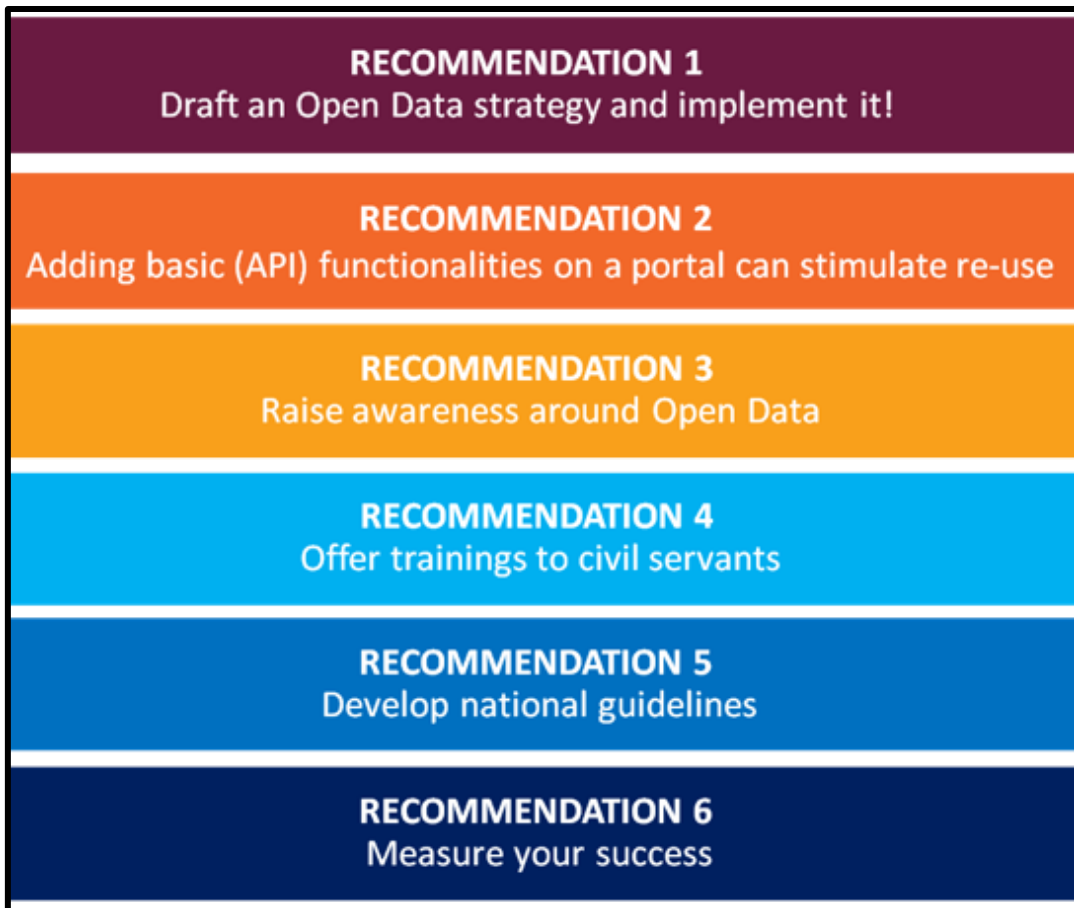 RECOMMENDATION 1
Draft an Open Data strategy and implement it!
RECOMMENDATION 2
Adding basic (API) functionalities on a portal can stimulate re-use
RECOMMENDATION 3
Raise awareness around Open Data
RECOMMENDATION 4
Offer trainings to civil servants
RECOMMENDATION 5
Develop national guidelines
RECOMMENDATION 6
Measure your success